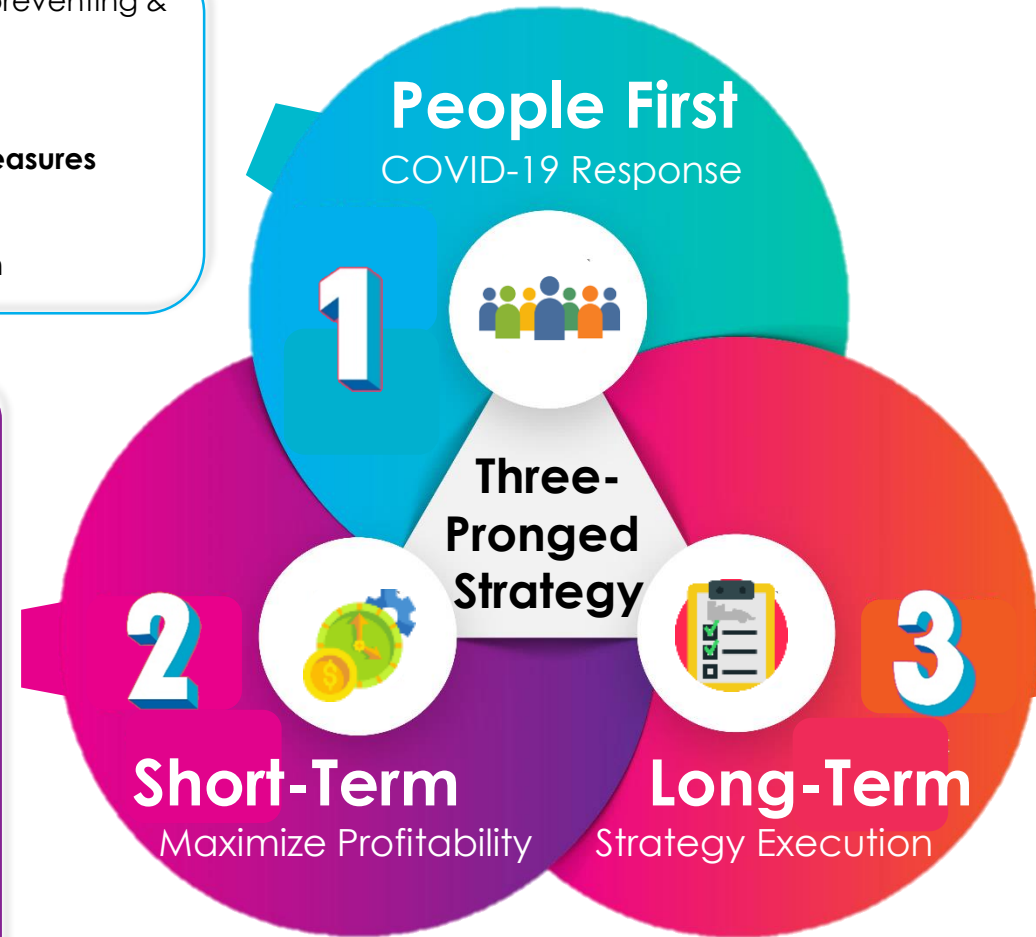 preventing &
easures
1
People First
COVID-19 Response
Three-
Pronged
Strategy
2
Short-Term
Maximize Profitability
3
Long-Term
Strategy Execution
$